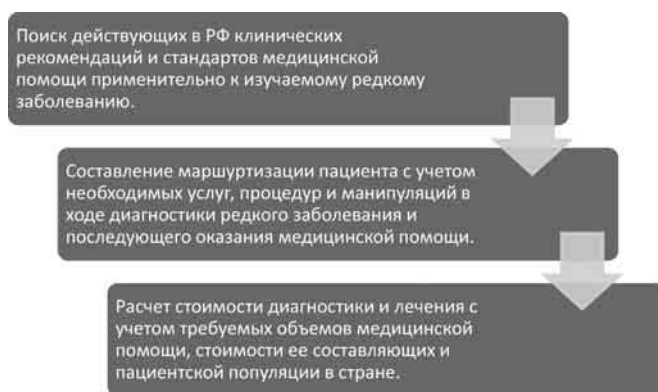 Поиск действующих в РФ клинических
рекомендаций и стандартов медицинской
помощи применительно к изучаемому редкому
заболеванию.
Составление маршрутизации пациента с учетом
необходимых услуг, процедур и манипуляций в
ходе диагностики редкого заболевания и
последующего оказания медицинской помощи.
Расчет стоимости диагностики и лечения с
учетом требуемых объемов медицинской
помощи, стоимости ее составляющих и
пациентской популяции в стране.